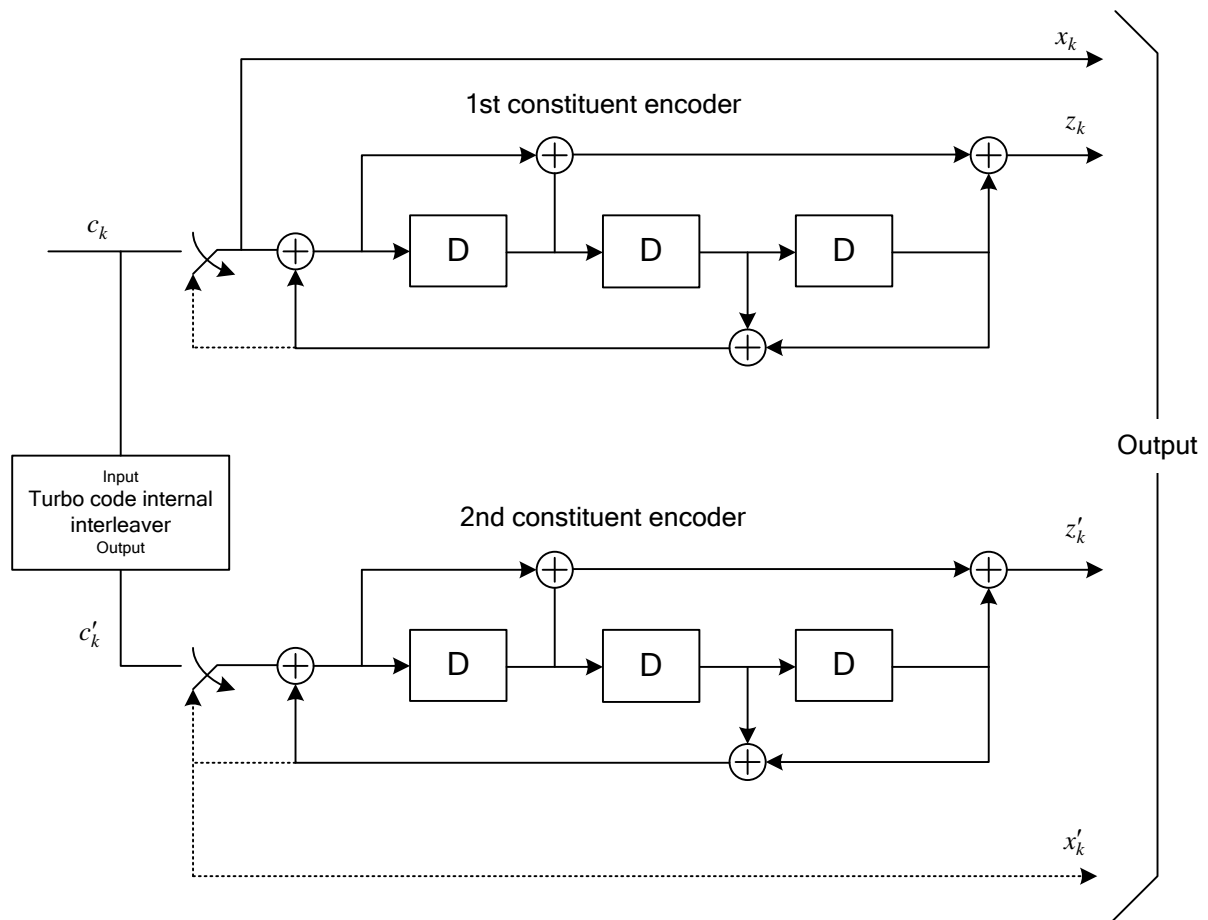 x_k
1st constituent encoder
z_k
c_k
D D D
Output
Input
Turbo code internal
interleaver
Output
2nd constituent encoder
z′_k
c′_k
D D D
x′_k